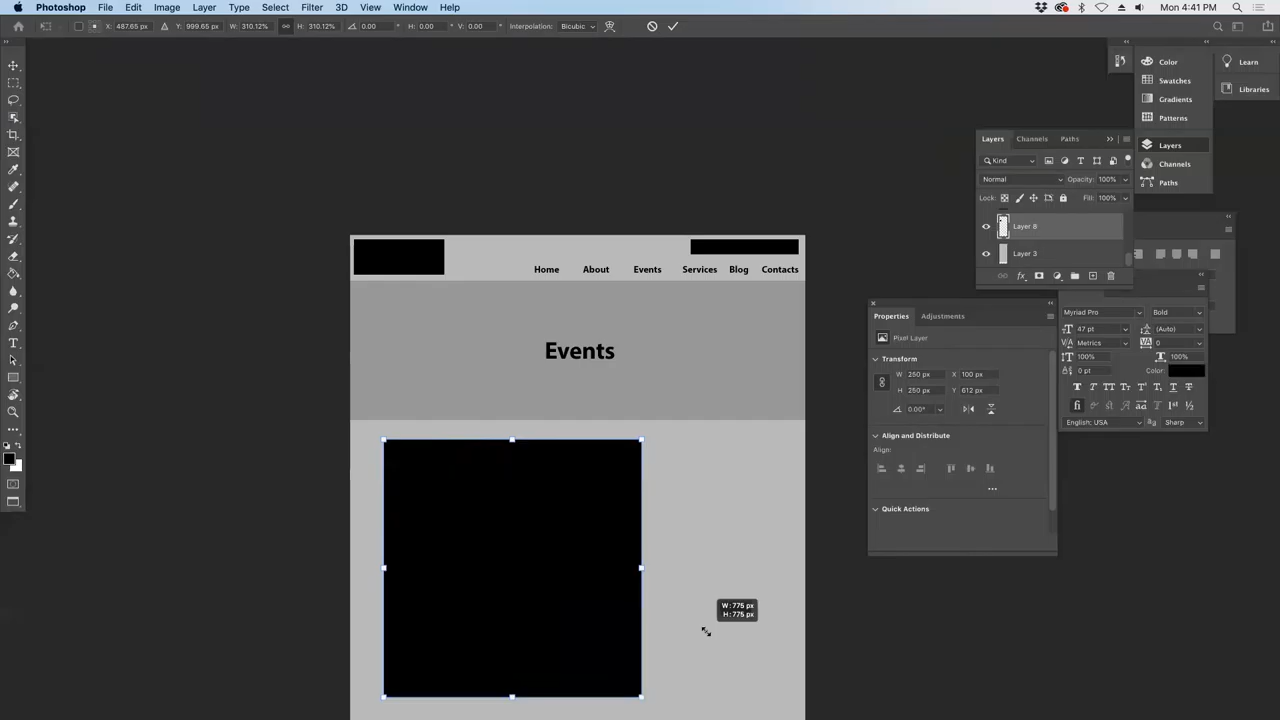 Photoshop File Edit Image Layer Type Select Filter 3D View Window Help Mon 4:41 PM
X: 487.65 px Y: 999.65 px W: 310.12% H: 310.12% 0.00 ° H: 0.00 ° V: 0.00 ° Interpolation: Bicubic
Color Learn
Swatches Libraries
Gradients
Patterns
Layers
Channels
Paths
Layers Channels Paths
Kind
Normal Opacity: 100%
Lock: Fill: 100%
Layer 8
Layer 3
Home About Events Services Blog Contacts
Events
Properties Adjustments
Pixel Layer
Transform
W 250 px X 100 px
H 250 px Y 612 px
0.00°
Align and Distribute
Align:
Quick Actions
Myriad Pro Bold
47 pt (Auto)
Metrics 0
100% 100%
0 pt Color:
English: USA Sharp
W: 775 px
H: 775 px